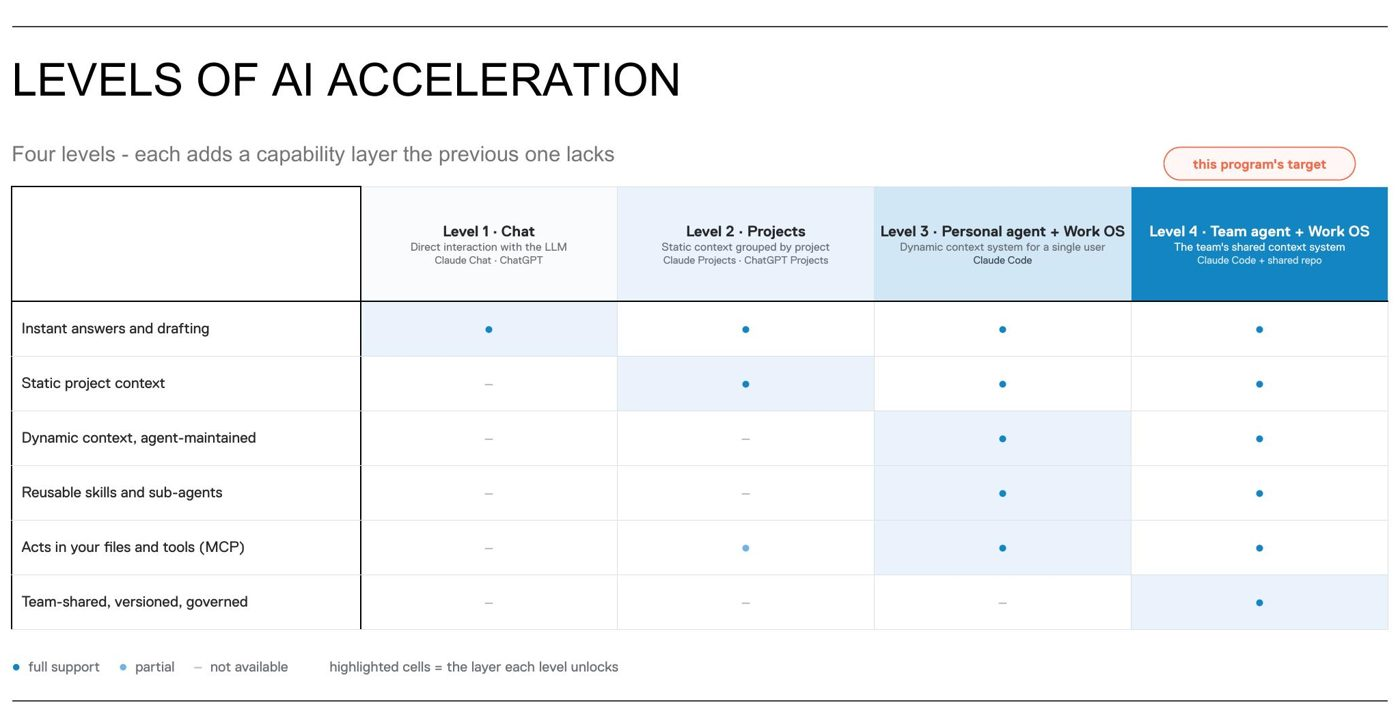 LEVELS OF AI ACCELERATION
Four levels - each adds a capability layer the previous one lacks
this program's target
Level 1 · Chat
Direct interaction with the LLM
Claude Chat · ChatGPT
Level 2 · Projects
Static context grouped by project
Claude Projects · ChatGPT Projects
Level 3 · Personal agent + Work OS
Dynamic context system for a single user
Claude Code
Level 4 · Team agent + Work OS
The team's shared context system
Claude Code + shared repo
Instant answers and drafting ● ● ● ●
Static project context – ● ● ●
Dynamic context, agent-maintained – – ● ●
Reusable skills and sub-agents – – ● ●
Acts in your files and tools (MCP) – ● ● ●
Team-shared, versioned, governed – – – ●
● full support ● partial – not available highlighted cells = the layer each level unlocks